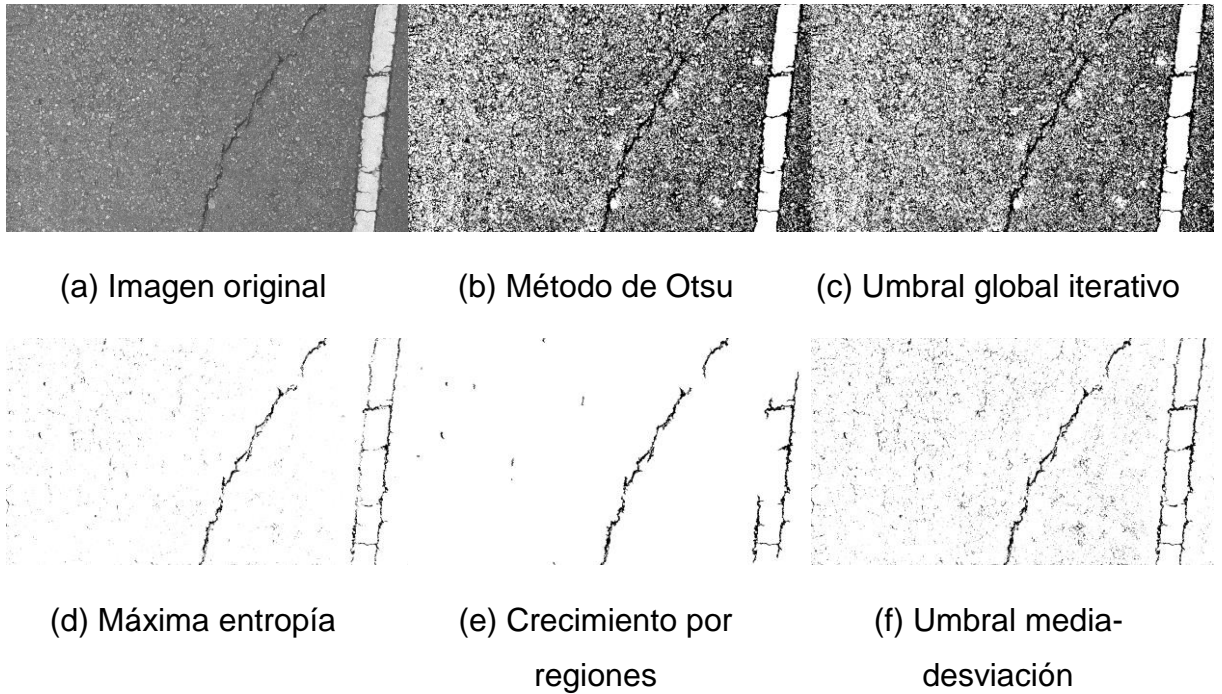 (a) Imagen original
(b) Método de Otsu
(c) Umbral global iterativo
(d) Máxima entropía
(e) Crecimiento por
regiones
(f) Umbral media-
desviación